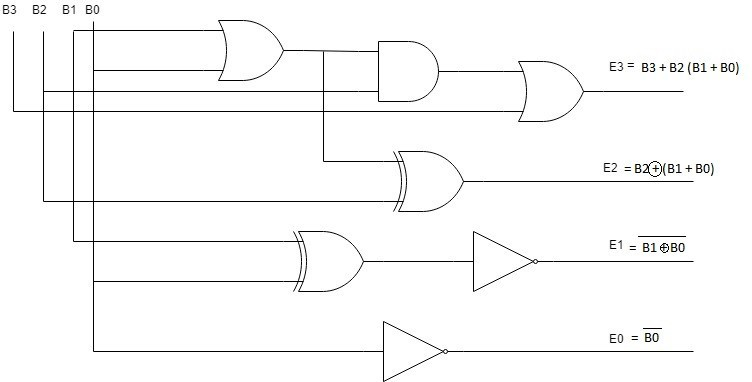 B3 B2 B1 B0
E3 = B3 + B2 (B1 + B0)
E2 = B2⊕(B1 + B0)
E1 = B1⊕B0
E0 = B0